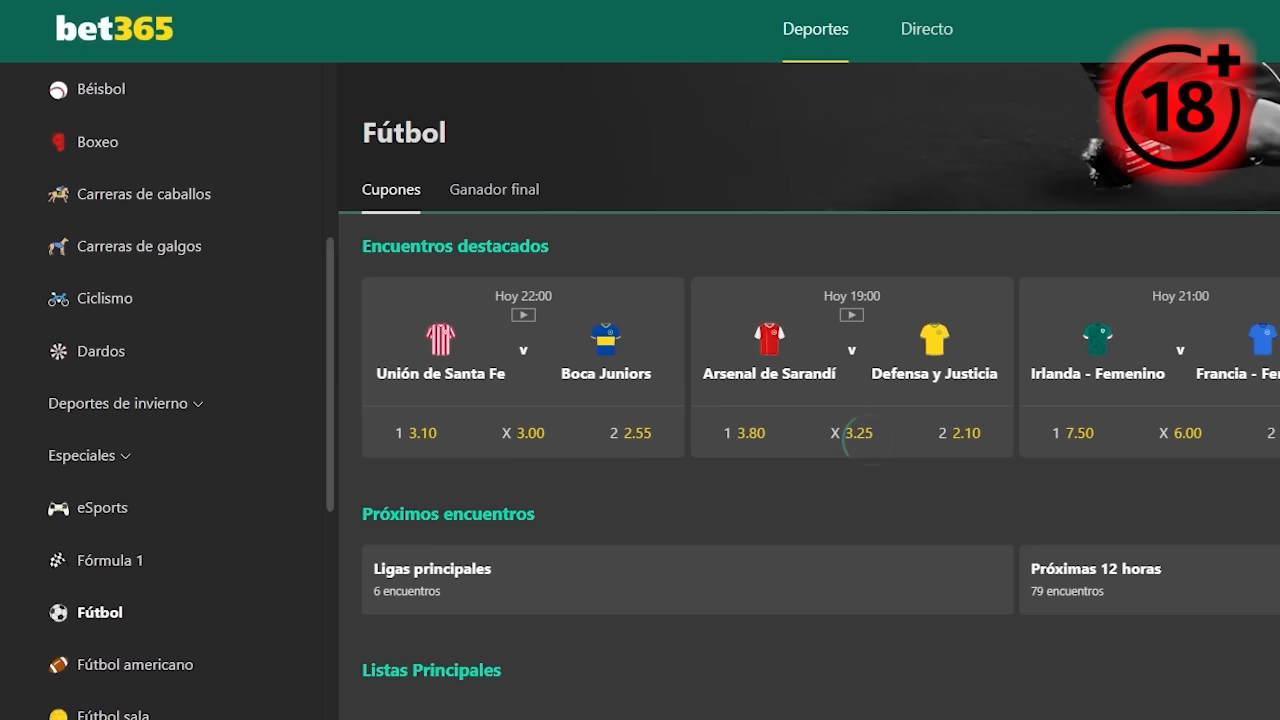 bet365
Deportes
Directo
18+
Béisbol
Boxeo
Carreras de caballos
Carreras de galgos
Ciclismo
Dardos
Deportes de invierno
Especiales
eSports
Fórmula 1
Fútbol
Fútbol americano
Fútbol sala
Fútbol
Cupones Ganador final
Encuentros destacados
Hoy 22:00
v
Unión de Santa Fe Boca Juniors
1 3.10 X 3.00 2 2.55
Hoy 19:00
v
Arsenal de Sarandí Defensa y Justicia
1 3.80 X 3.25 2 2.10
Hoy 21:00
v
Irlanda - Femenino Francia - Fe
1 7.50 X 6.00 2
Próximos encuentros
Ligas principales
6 encuentros
Próximas 12 horas
79 encuentros
Listas Principales